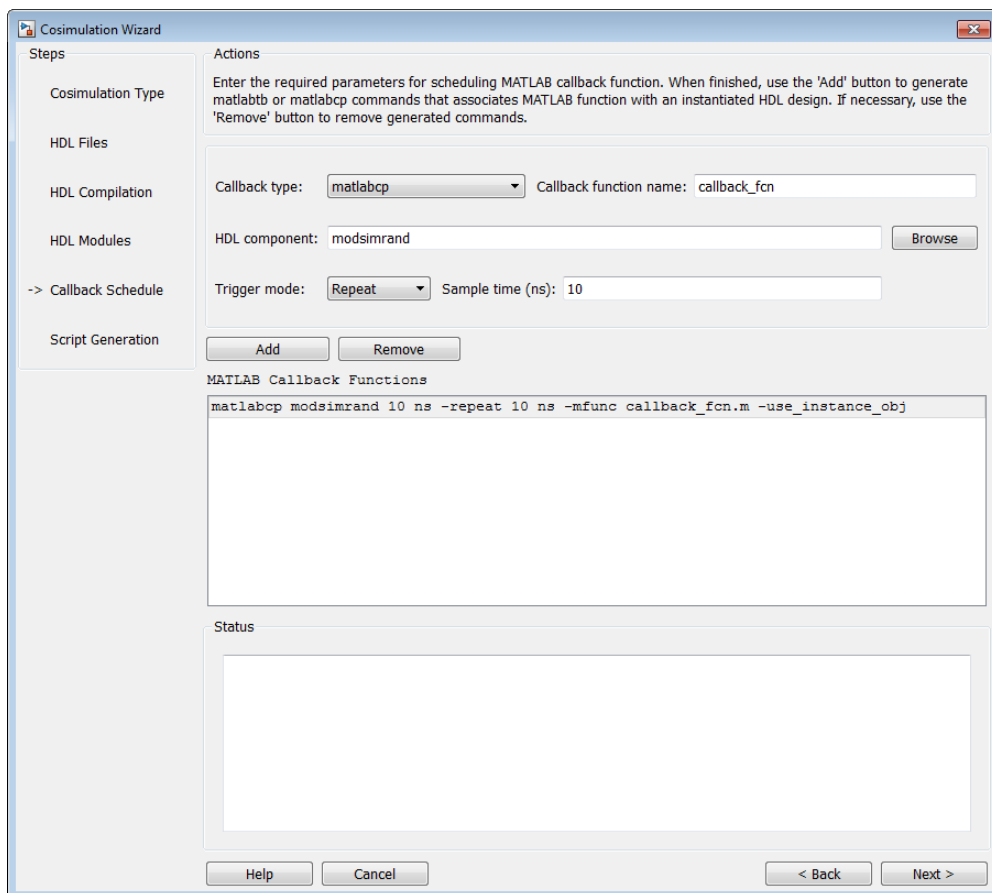 Cosimulation Wizard
Steps
Cosimulation Type
HDL Files
HDL Compilation
HDL Modules
-> Callback Schedule
Script Generation
Actions
Enter the required parameters for scheduling MATLAB callback function. When finished, use the 'Add' button to generate
matlabtb or matlabcp commands that associates MATLAB function with an instantiated HDL design. If necessary, use the
'Remove' button to remove generated commands.
Callback type: matlabcp Callback function name: callback_fcn
HDL component: modsimrand Browse
Trigger mode: Repeat Sample time (ns): 10
Add Remove
MATLAB Callback Functions
matlabcp modsimrand 10 ns -repeat 10 ns -mfunc callback_fcn.m -use_instance_obj
Status
Help Cancel < Back Next >